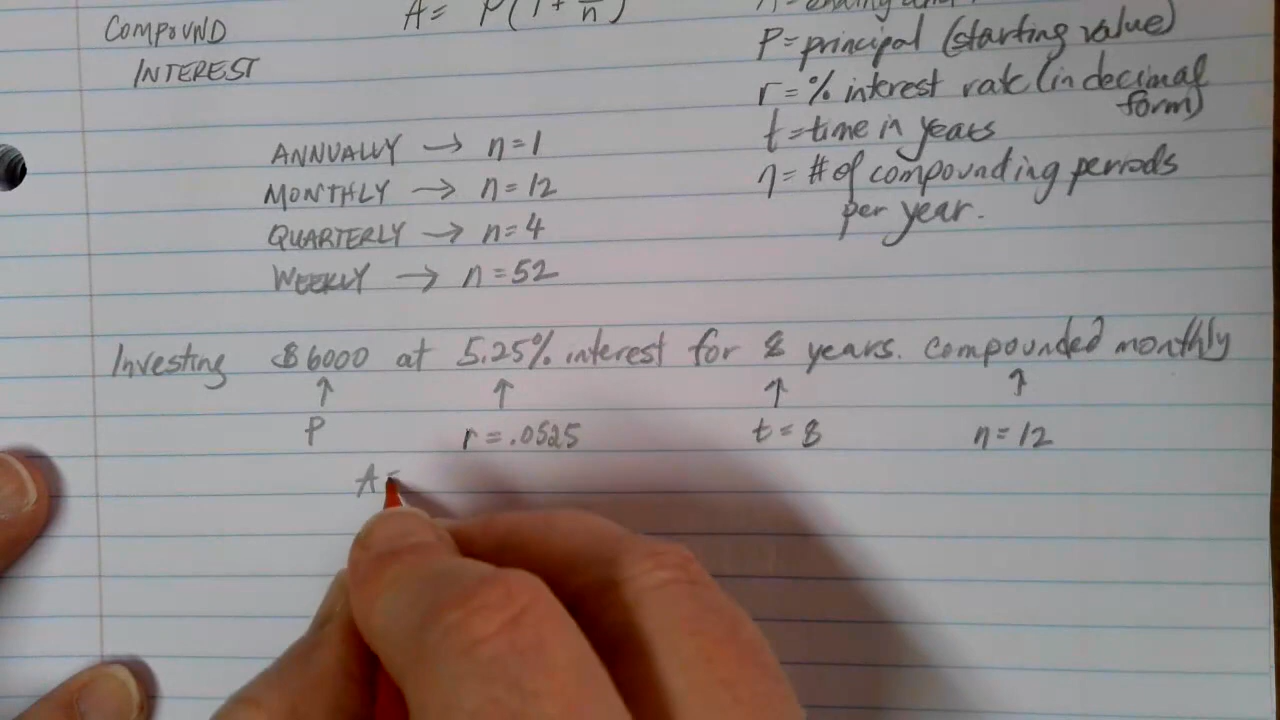 A = P(1 + r/n)
COMPOUND
INTEREST
P = principal (starting value)
r = % interest rate (in decimal form)
t = time in years
n = # of compounding periods per year.
ANNUALLY → n = 1
MONTHLY → n = 12
QUARTERLY → n = 4
WEEKLY → n = 52
Investing $6000 at 5.25% interest for 8 years. compounded monthly
↑ ↑ ↑ ↑
P r = .0525 t = 8 n = 12
A =